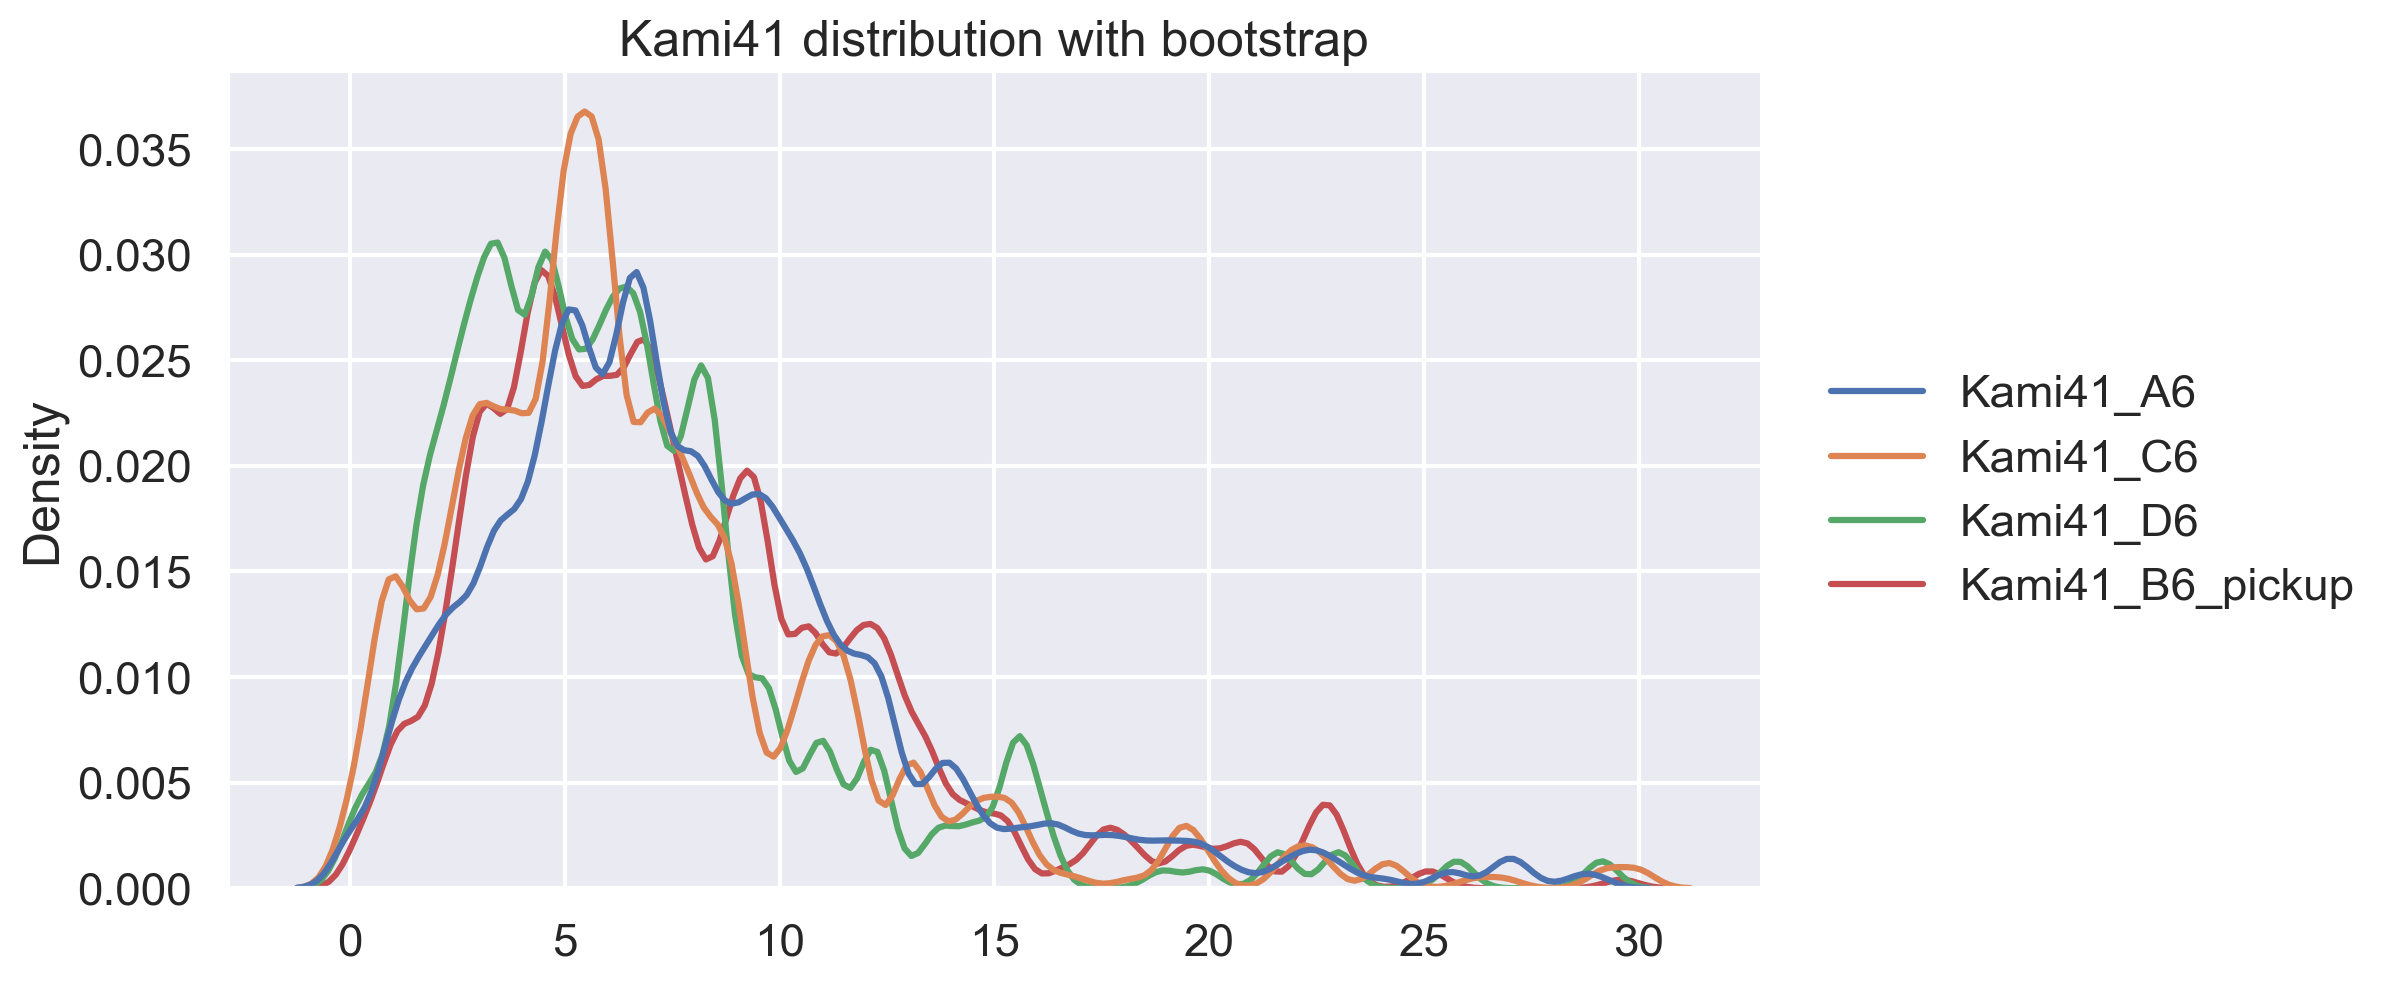 Kami41 distribution with bootstrap
Density
0.035
0.030
0.025
0.020
0.015
0.010
0.005
0.000
0 5 10 15 20 25 30
Kami41_A6
Kami41_C6
Kami41_D6
Kami41_B6_pickup